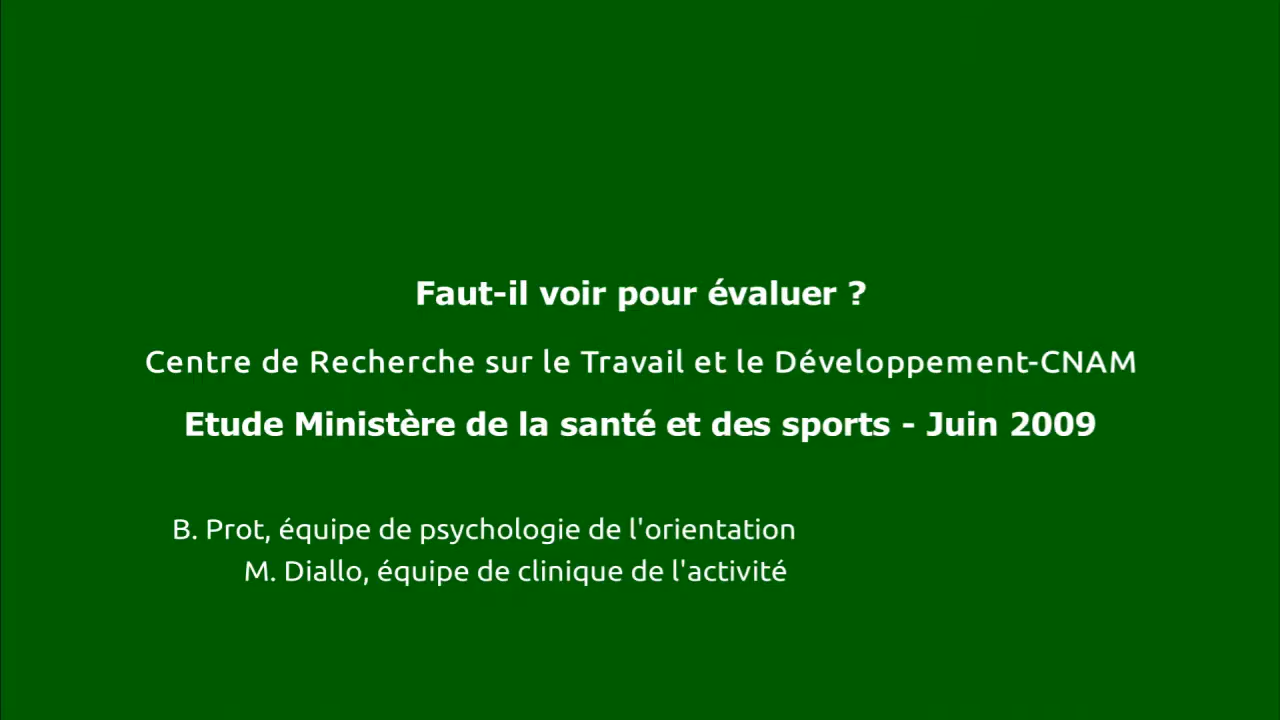 Faut-il voir pour évaluer ?
Centre de Recherche sur le Travail et le Développement-CNAM
Etude Ministère de la santé et des sports - Juin 2009
B. Prot, équipe de psychologie de l'orientation
M. Diallo, équipe de clinique de l'activité